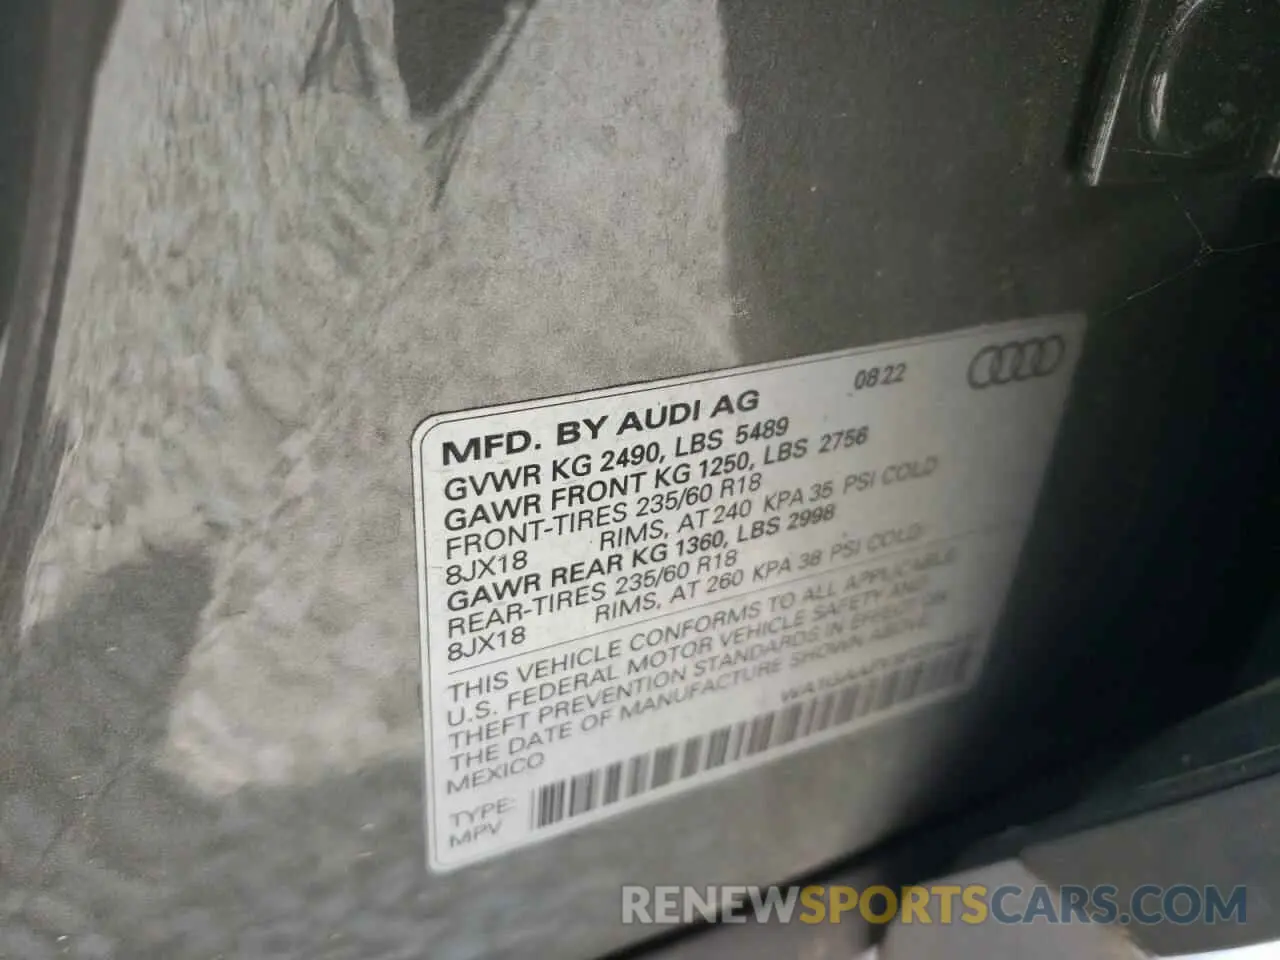 MFD. BY AUDI AG 08.22
GVWR KG 2490, LBS 5489
GAWR FRONT KG 1250, LBS 2756
FRONT-TIRES 235/60 R18
8JX18 RIMS, AT 240 KPA 35 PSI COLD
GAWR REAR KG 1360, LBS 2998
REAR-TIRES 235/60 R18
8JX18 RIMS, AT 260 KPA 38 PSI COLD
THIS VEHICLE CONFORMS TO ALL APPLICABLE
U.S. FEDERAL MOTOR VEHICLE SAFETY AND
THEFT PREVENTION STANDARDS IN EFFECT ON
THE DATE OF MANUFACTURE SHOWN ABOVE.
MEXICO
TYPE:
MPV
RENEWSPORTSCARS.COM